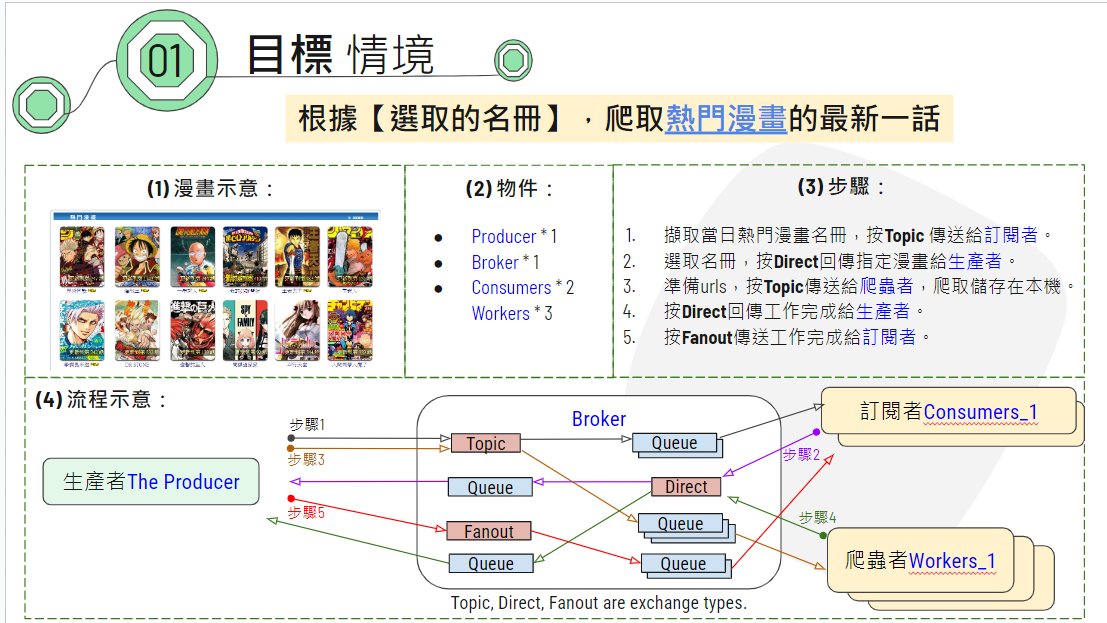 01
目標 情境
根據【選取的名冊】，爬取熱門漫畫的最新一話
(1) 漫畫示意：
熱門漫畫
SPY
FAMILY
DR.STONE
(2) 物件：
● Producer * 1
● Broker * 1
● Consumers * 2
Workers * 3
(3) 步驟：
1. 擷取當日熱門漫畫名冊，按Topic 傳送給訂閱者。
2. 選取名冊，按Direct回傳指定漫畫給生產者。
3. 準備urls，按Topic傳送給爬蟲者，爬取儲存在本機。
4. 按Direct回傳工作完成給生產者。
5. 按Fanout傳送工作完成給訂閱者。
(4) 流程示意：
Broker
訂閱者Consumers_1
步驟1
Topic
Queue
步驟3
步驟2
生產者The Producer
Queue
Direct
步驟5
Fanout
Queue
步驟4
Queue
Queue
爬蟲者Workers_1
Topic, Direct, Fanout are exchange types.